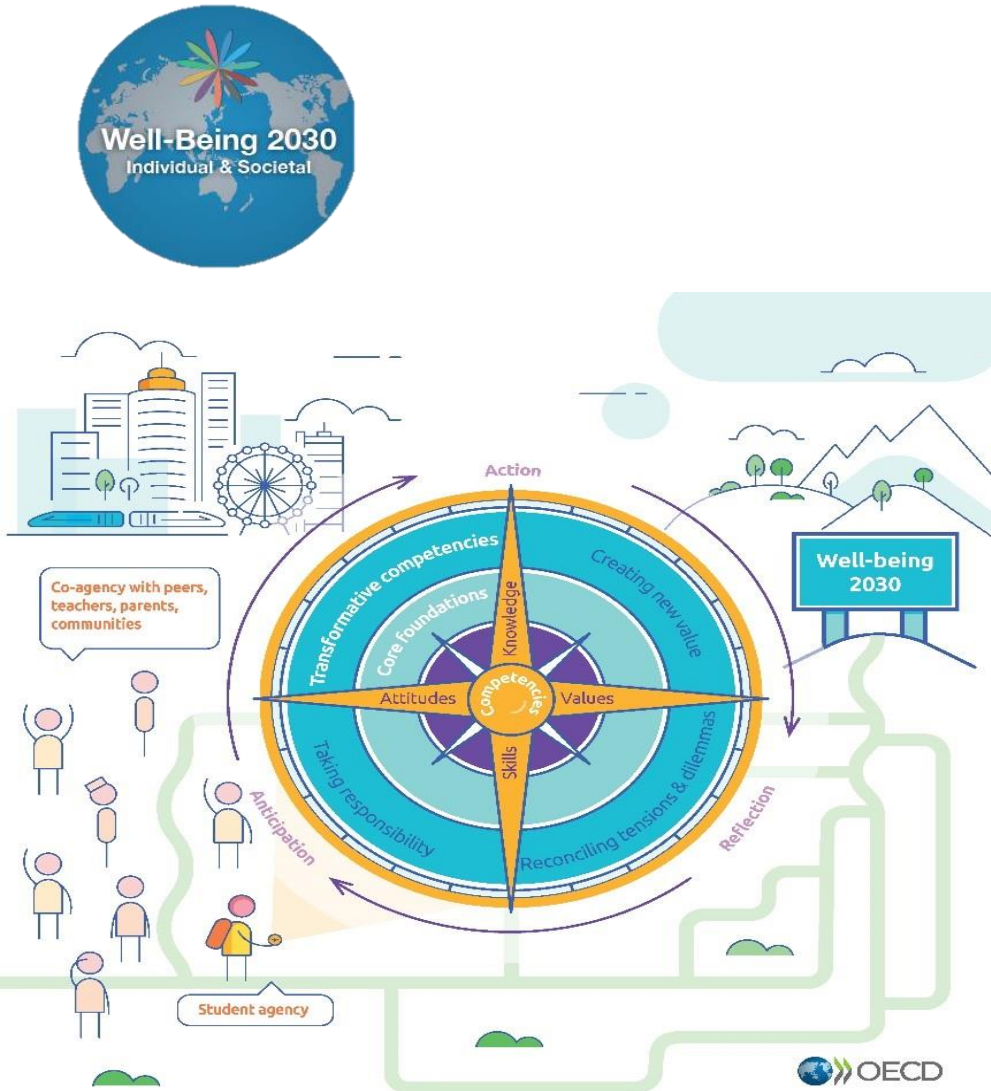 Well-Being 2030
Individual & Societal
Action
Transformative competencies
Creating new value
Core foundations
Knowledge
Well-being
2030
Co-agency with peers,
teachers, parents,
communities
Attitudes
Competencies
Values
Skills
Taking responsibility
Reconciling tensions & dilemmas
Anticipation
Reflection
Student agency
OECD